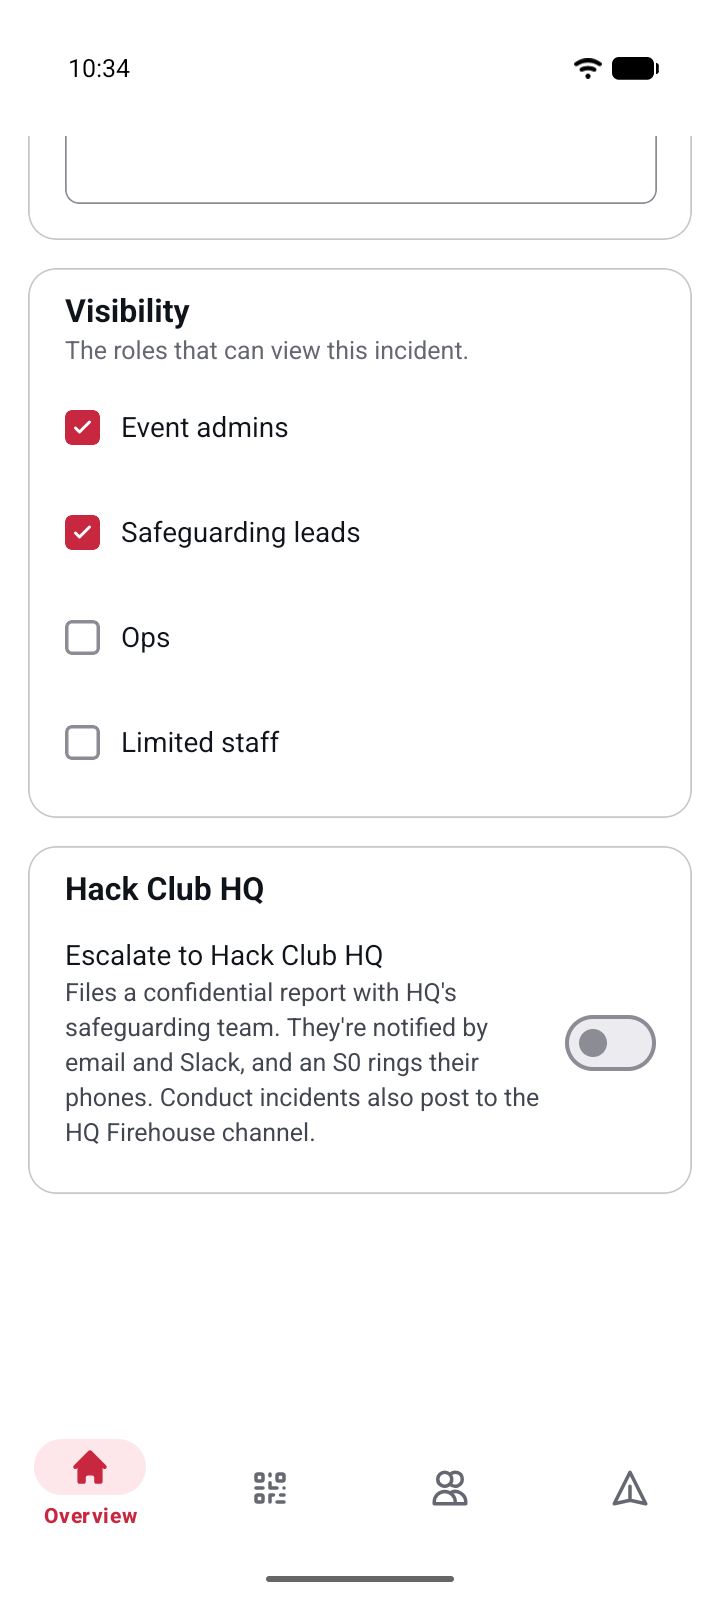 10:34
Visibility
The roles that can view this incident.
Event admins
Safeguarding leads
Ops
Limited staff
Hack Club HQ
Escalate to Hack Club HQ
Files a confidential report with HQ's
safeguarding team. They're notified by
email and Slack, and an S0 rings their
phones. Conduct incidents also post to the
HQ Firehouse channel.
Overview